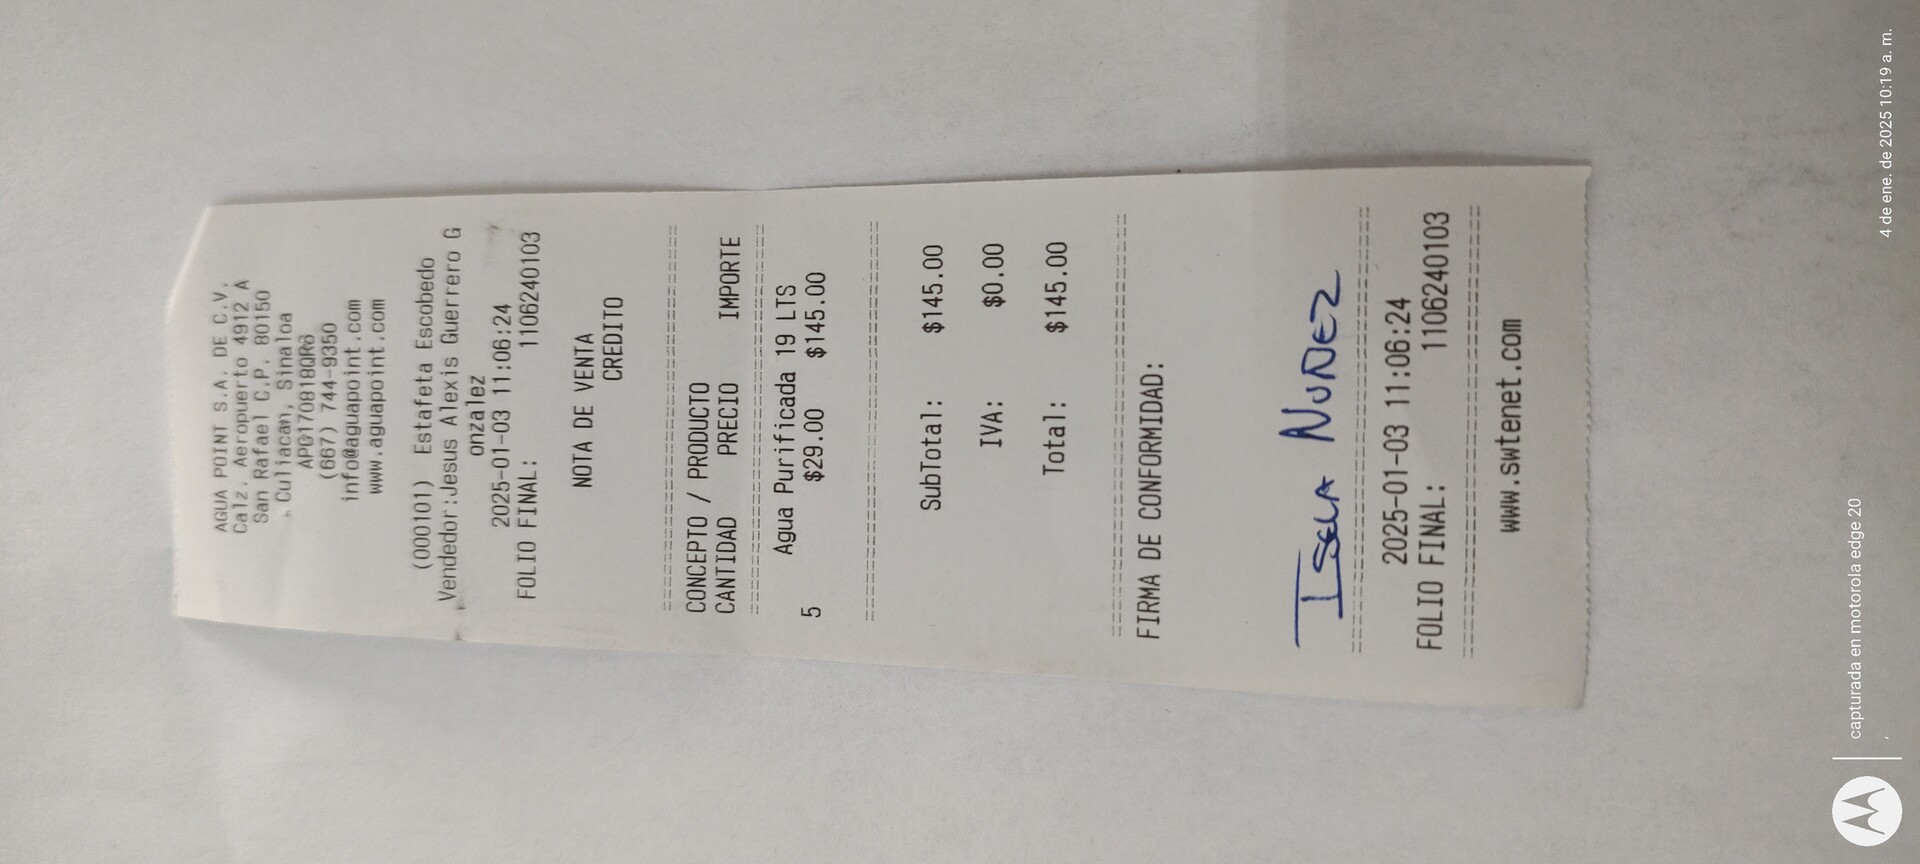 AGUA POINT S.A. DE C.V.
Calz. Aeropuerto 4912 A
San Rafael C.P. 80150
, Culiacan, Sinaloa
APO170818QR6
(667) 744-9350
info@aguapoint.com
www.aguapoint.com
(000101) Estafeta Escobedo
Vendedor:Jesus Alexis Guerrero G
onzalez
2025-01-03 11:06:24
FOLIO FINAL: 1106240103
NOTA DE VENTA
CREDITO
CONCEPTO / PRODUCTO
CANTIDAD PRECIO IMPORTE
Agua Purificada 19 LTS
5 $29.00 $145.00
SubTotal: $145.00
IVA: $0.00
Total: $145.00
FIRMA DE CONFORMIDAD:
ISELA NUÑEZ
2025-01-03 11:06:24
FOLIO FINAL: 1106240103
www.swtenet.com
capturada en motorola edge 20
, 4 de ene. de 2025 10:19 a. m.